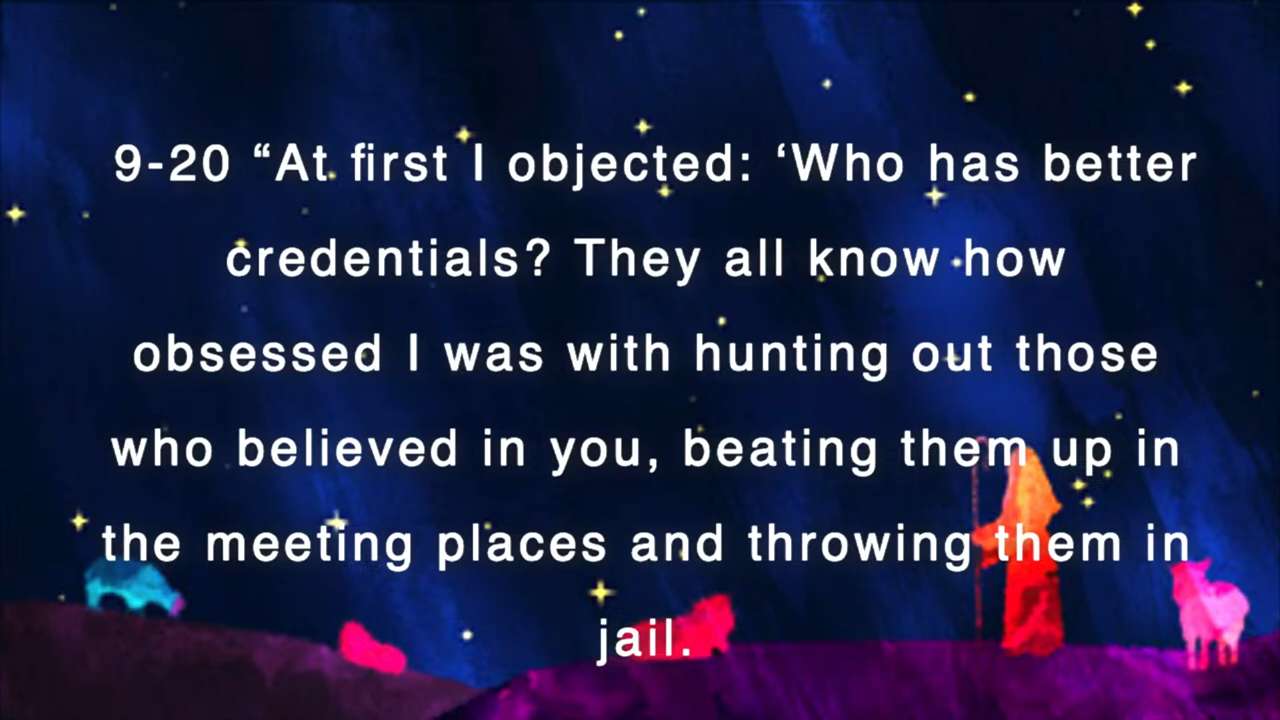 9-20 “At first I objected: ‘Who has better
credentials? They all know how
obsessed I was with hunting out those
who believed in you, beating them up in
the meeting places and throwing them in
jail.